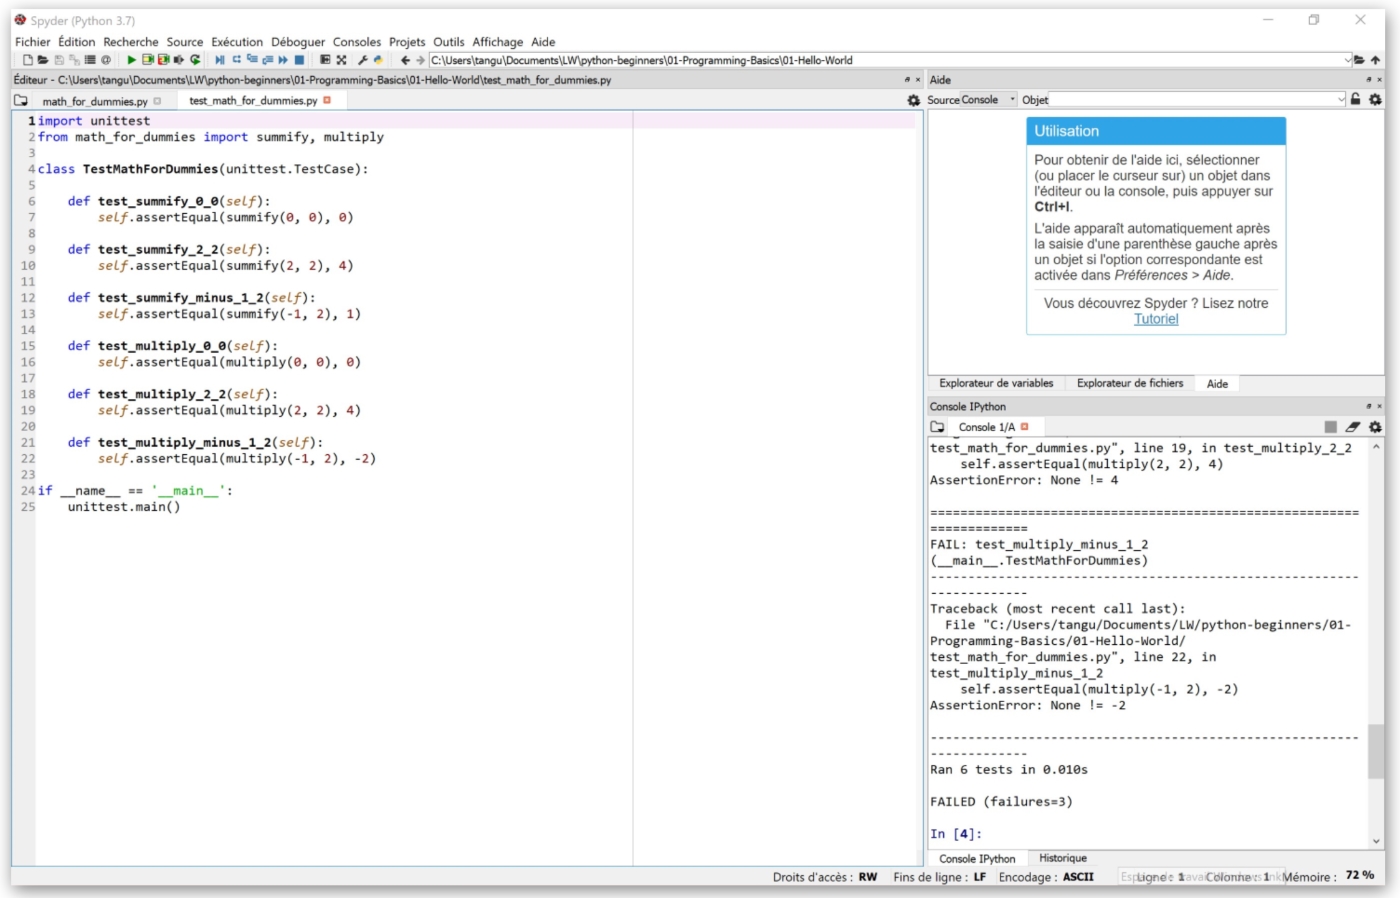 Spyder (Python 3.7)
Fichier Édition Recherche Source Exécution Déboguer Consoles Projets Outils Affichage Aide
C:\Users\tangu\Documents\LW\python-beginners\01-Programming-Basics\01-Hello-World
Éditeur - C:\Users\tangu\Documents\LW\python-beginners\01-Programming-Basics\01-Hello-World\test_math_for_dummies.py
math_for_dummies.py test_math_for_dummies.py
1 import unittest
2 from math_for_dummies import summify, multiply
3
4 class TestMathForDummies(unittest.TestCase):
5
6     def test_summify_0_0(self):
7         self.assertEqual(summify(0, 0), 0)
8
9     def test_summify_2_2(self):
10         self.assertEqual(summify(2, 2), 4)
11
12     def test_summify_minus_1_2(self):
13         self.assertEqual(summify(-1, 2), 1)
14
15     def test_multiply_0_0(self):
16         self.assertEqual(multiply(0, 0), 0)
17
18     def test_multiply_2_2(self):
19         self.assertEqual(multiply(2, 2), 4)
20
21     def test_multiply_minus_1_2(self):
22         self.assertEqual(multiply(-1, 2), -2)
23
24 if __name__ == '__main__':
25     unittest.main()
Aide
Source Console Objet
Utilisation
Pour obtenir de l'aide ici, sélectionner
(ou placer le curseur sur) un objet dans
l'éditeur ou la console, puis appuyer sur
Ctrl+I.
L'aide apparaît automatiquement après
la saisie d'une parenthèse gauche après
un objet si l'option correspondante est
activée dans Préférences > Aide.
Vous découvrez Spyder ? Lisez notre
Tutoriel
Explorateur de variables Explorateur de fichiers Aide
Console IPython
Console 1/A
test_math_for_dummies.py", line 19, in test_multiply_2_2
    self.assertEqual(multiply(2, 2), 4)
AssertionError: None != 4
=========================================================
=============
FAIL: test_multiply_minus_1_2
(__main__.TestMathForDummies)
---------------------------------------------------------
-------------
Traceback (most recent call last):
  File "C:/Users/tangu/Documents/LW/python-beginners/01-
Programming-Basics/01-Hello-World/
test_math_for_dummies.py", line 22, in
test_multiply_minus_1_2
    self.assertEqual(multiply(-1, 2), -2)
AssertionError: None != -2
---------------------------------------------------------
-------------
Ran 6 tests in 0.010s
FAILED (failures=3)
In [4]:
Console IPython Historique
Droits d'accès : RW Fins de ligne : LF Encodage : ASCII Ligne : 1 Colonne : 1 Mémoire : 72 %